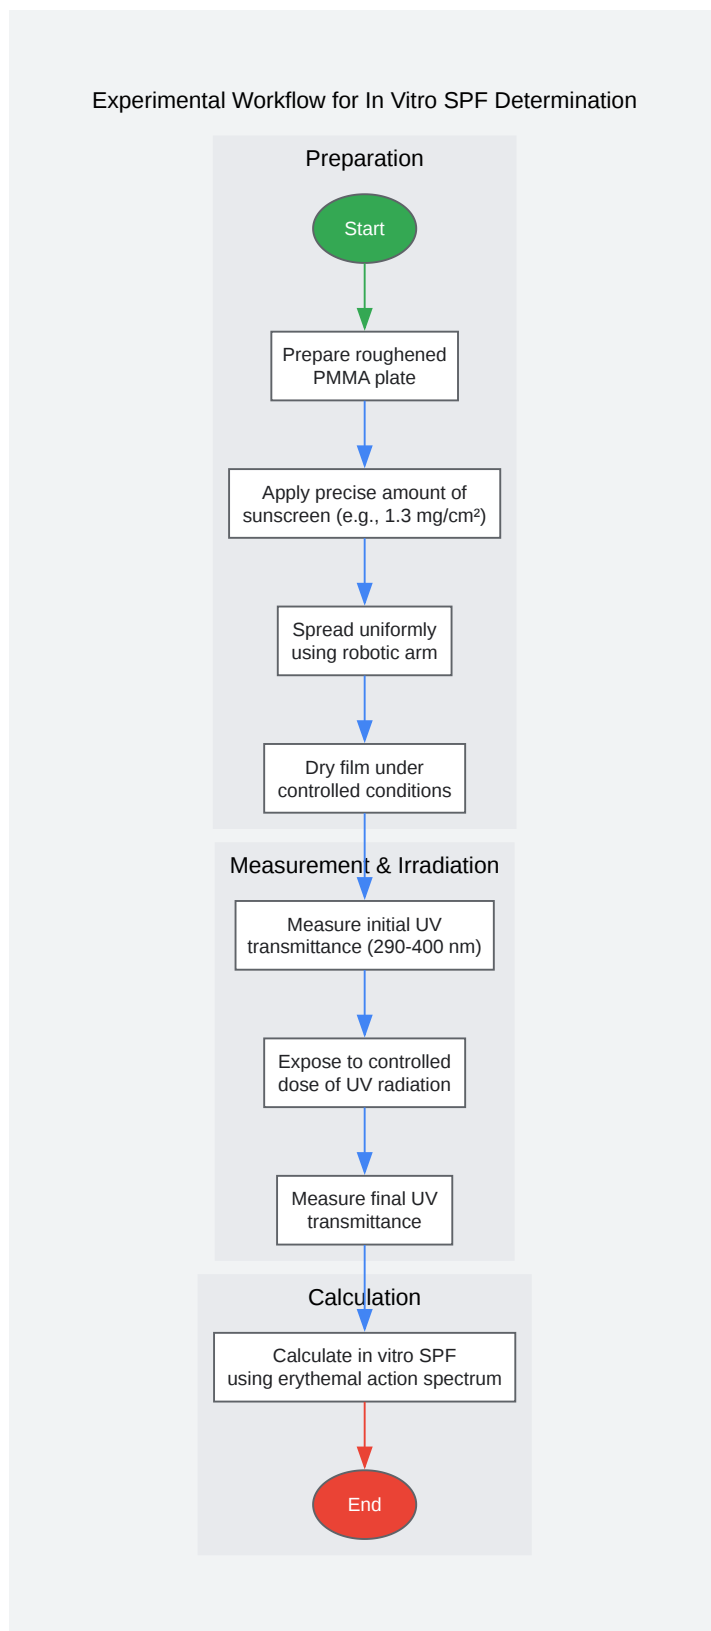 Experimental Workflow for In Vitro SPF Determination
Preparation
Start
Prepare roughened
PMMA plate
Apply precise amount of
sunscreen (e.g., 1.3 mg/cm²)
Spread uniformly
using robotic arm
Dry film under
controlled conditions
Measurement & Irradiation
Measure initial UV
transmittance (290-400 nm)
Expose to controlled
dose of UV radiation
Measure final UV
transmittance
Calculation
Calculate in vitro SPF
using erythemal action spectrum
End